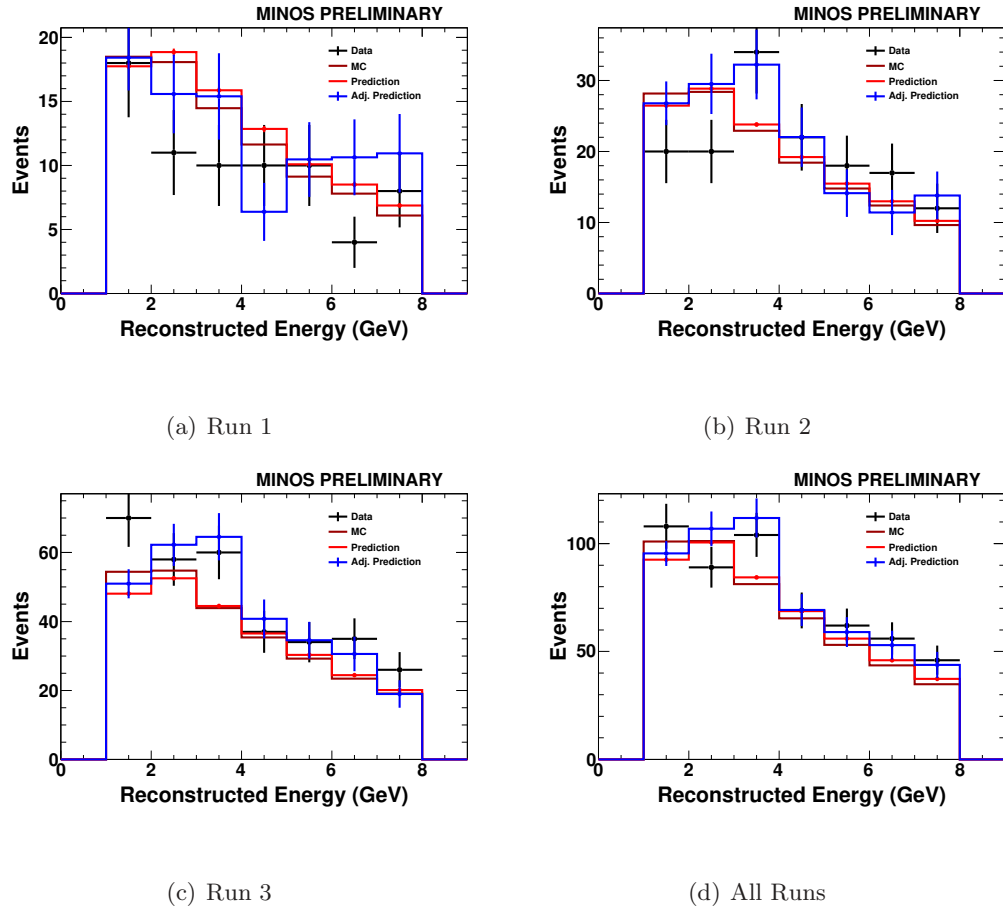 MINOS PRELIMINARY
Events
20
15
10
5
0
Data
MC
Prediction
Adj. Prediction
0 2 4 6 8
Reconstructed Energy (GeV)
(a) Run 1
MINOS PRELIMINARY
Events
30
20
10
0
Data
MC
Prediction
Adj. Prediction
0 2 4 6 8
Reconstructed Energy (GeV)
(b) Run 2
MINOS PRELIMINARY
Events
60
40
20
0
Data
MC
Prediction
Adj. Prediction
0 2 4 6 8
Reconstructed Energy (GeV)
(c) Run 3
MINOS PRELIMINARY
Events
100
50
0
Data
MC
Prediction
Adj. Prediction
0 2 4 6 8
Reconstructed Energy (GeV)
(d) All Runs